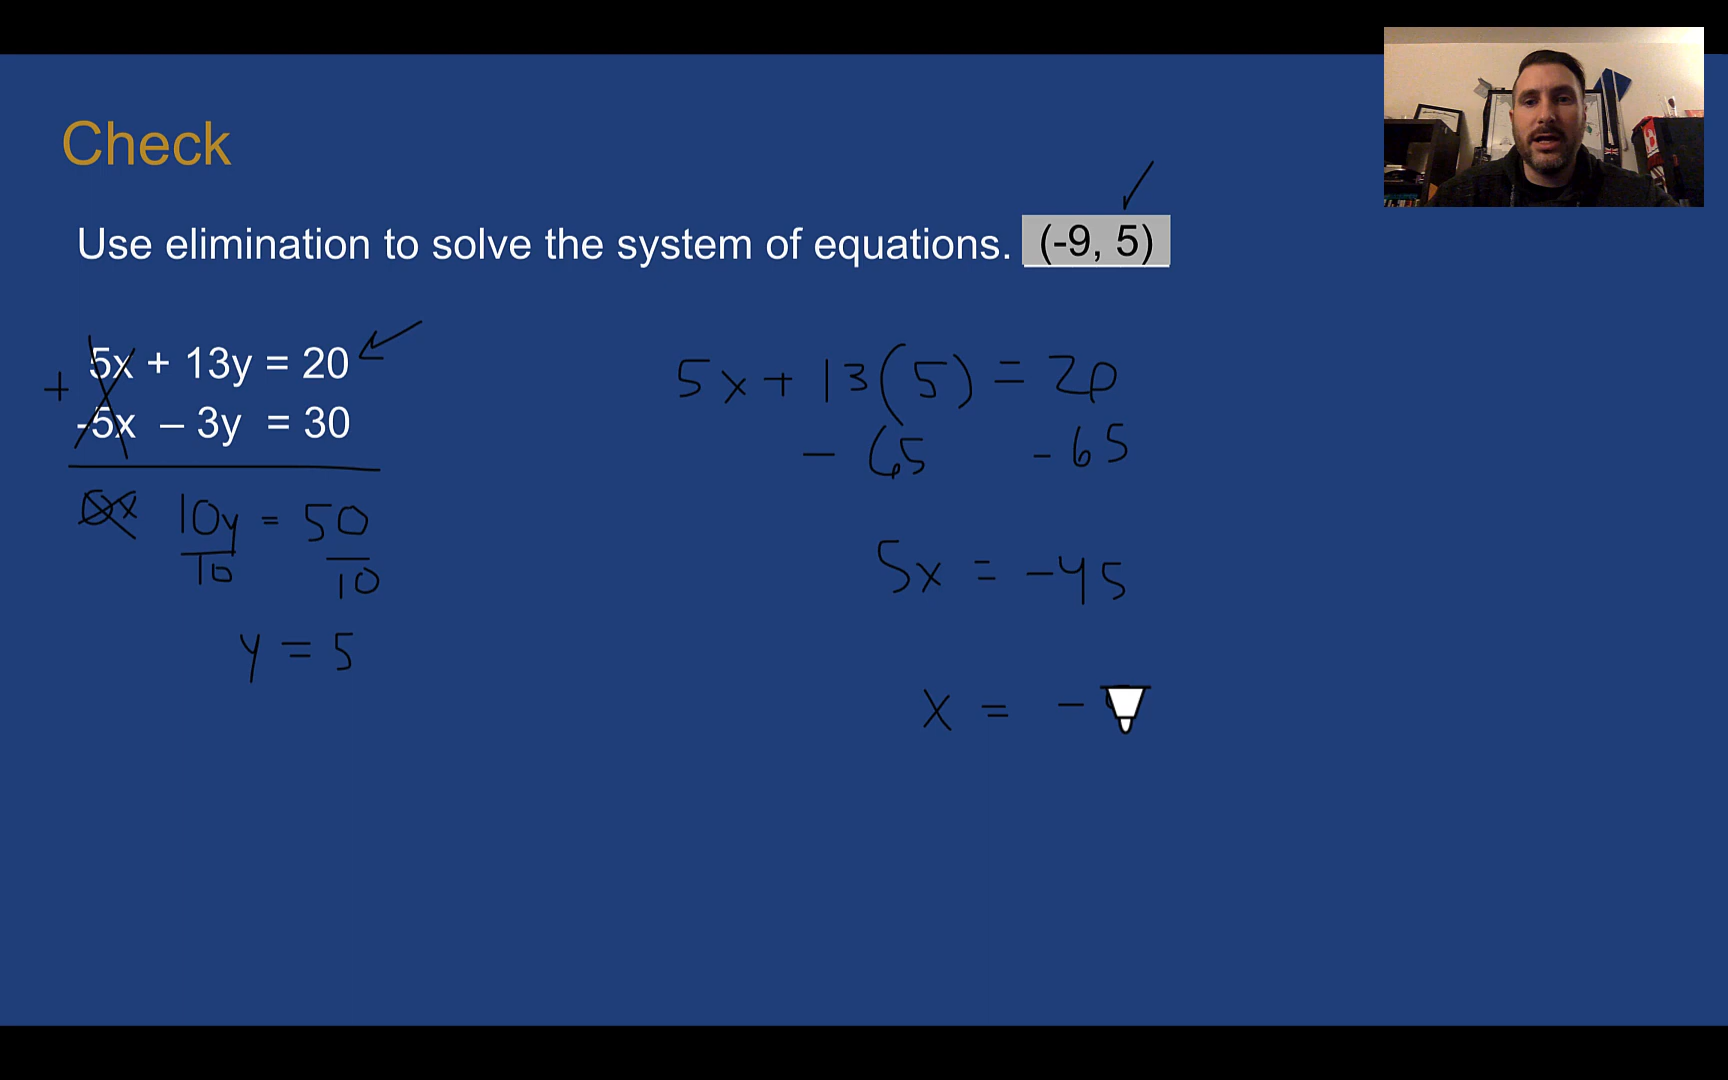 Check
Use elimination to solve the system of equations. (-9, 5)
5x + 13y = 20
+
-5x – 3y = 30
0x 10y = 50
10 10
y = 5
5x + 13(5) = 20
- 65 - 65
5x = -45
x = -